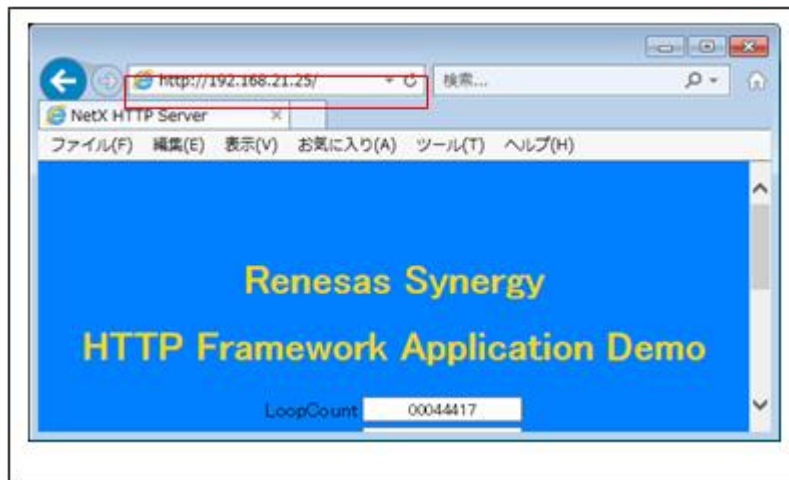 http://192.168.21.25/
検索...
NetX HTTP Server
ファイル(F) 編集(E) 表示(V) お気に入り(A) ツール(T) ヘルプ(H)
Renesas Synergy
HTTP Framework Application Demo
LoopCount 00044417